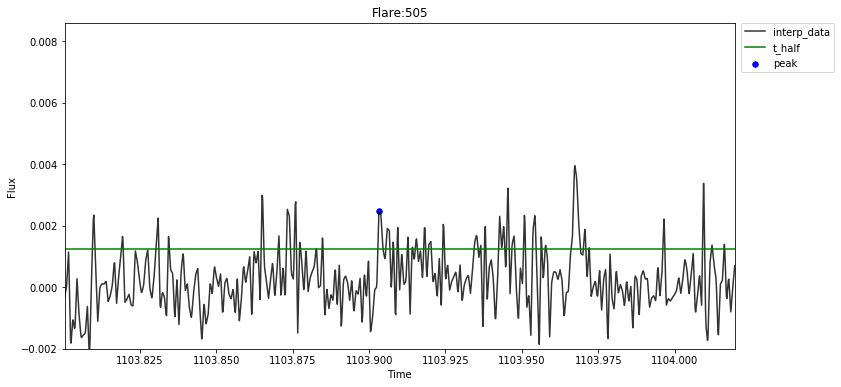 Flare:505
interp_data
t_half
peak
0.008
0.006
0.004
0.002
0.000
-0.002
Flux
1103.825
1103.850
1103.875
1103.900
1103.925
1103.950
1103.975
1104.000
Time